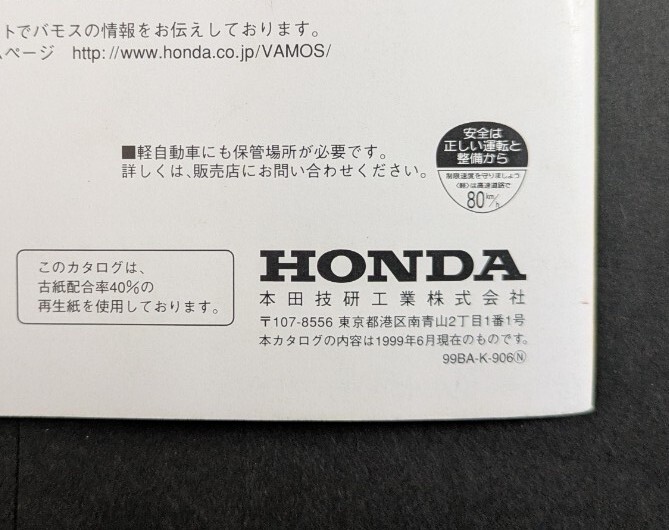 トでバモスの情報をお伝えしております。
ページ http://www.honda.co.jp/VAMOS/
■軽自動車にも保管場所が必要です。
詳しくは、販売店にお問い合わせください。
安全は
正しい運転と
整備から
制限速度を守りましょう
(軽)は高速道路で
80km/h
このカタログは、
古紙配合率40%の
再生紙を使用しております。
HONDA
本田技研工業株式会社
〒107-8556 東京都港区南青山2丁目1番1号
本カタログの内容は1999年6月現在のものです。
99BA-K-906Ⓝ